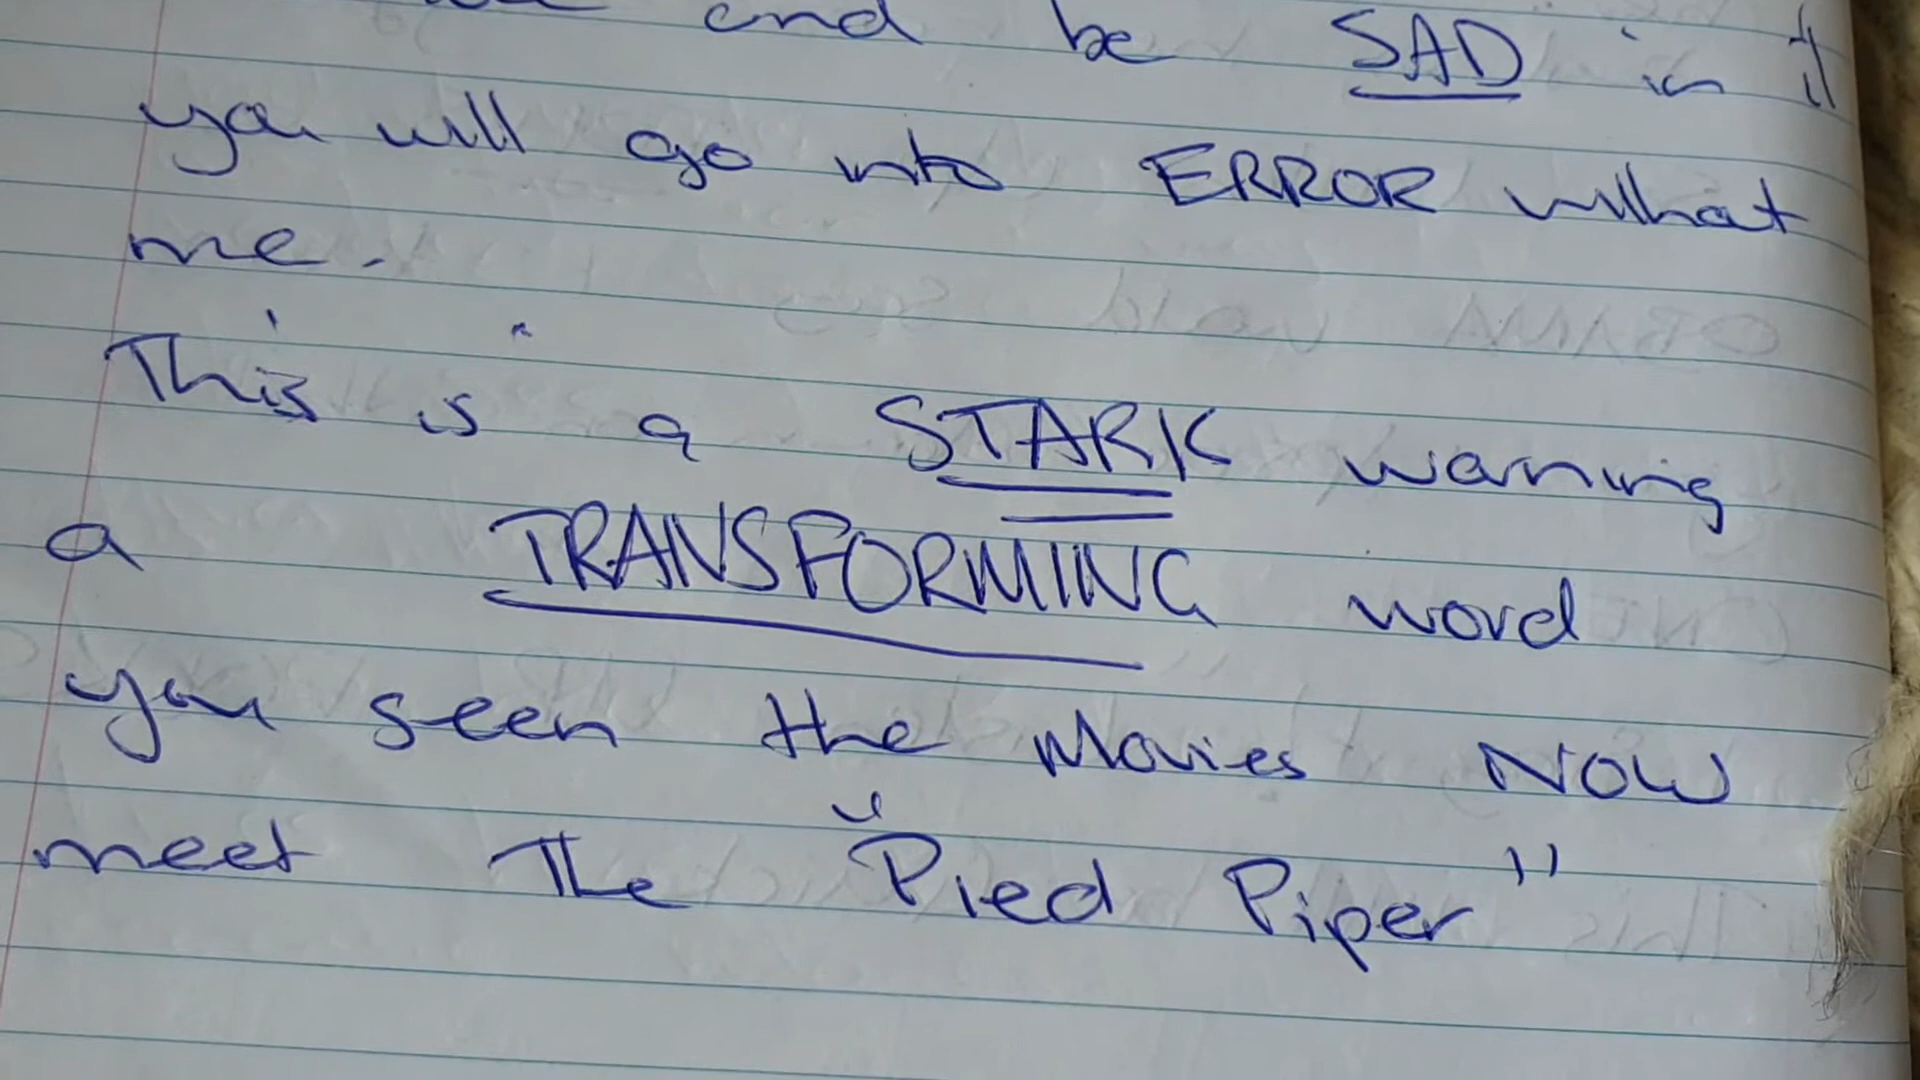 and be SAD in it
you will go into ERROR withat
me.
This is a STARK warning
a TRANSFORMING word
you seen the Movies NOW
meet The "Pied Piper"